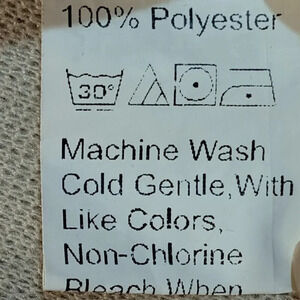 100% Polyester
30°
Machine Wash
Cold Gentle,With
Like Colors,
Non-Chlorine
Bleach When